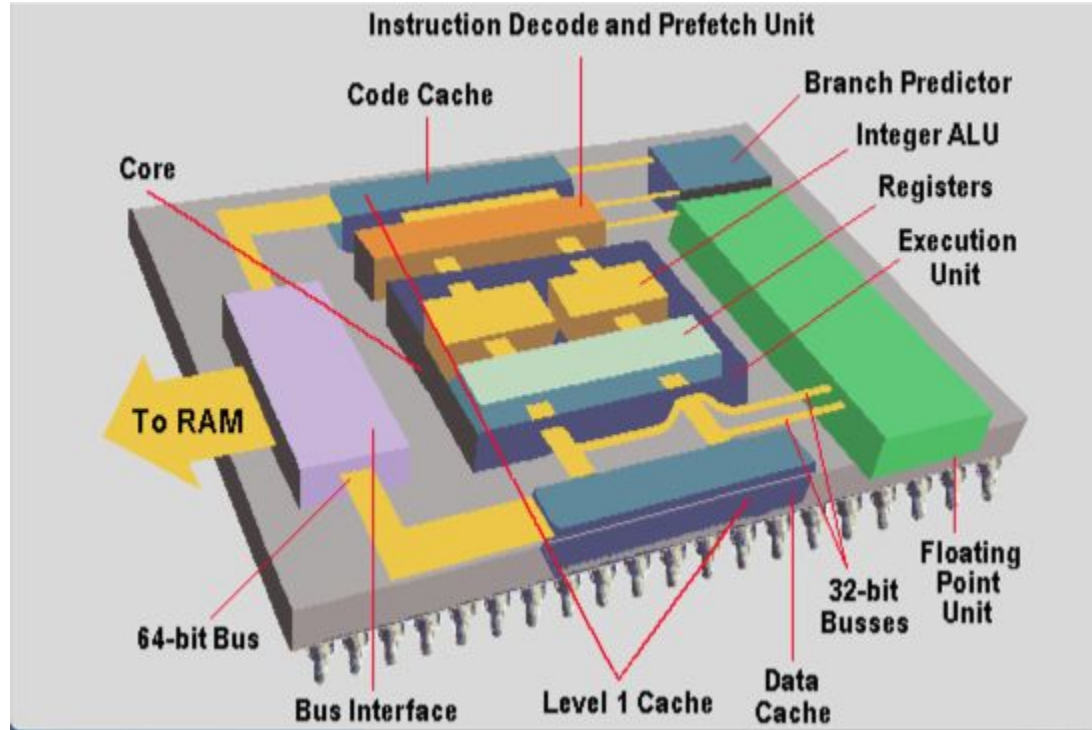 Instruction Decode and Prefetch Unit
Code Cache
Branch Predictor
Core
Integer ALU
Registers
Execution
Unit
To RAM
64-bit Bus
Bus Interface
Level 1 Cache
Data
Cache
32-bit
Busses
Floating
Point
Unit